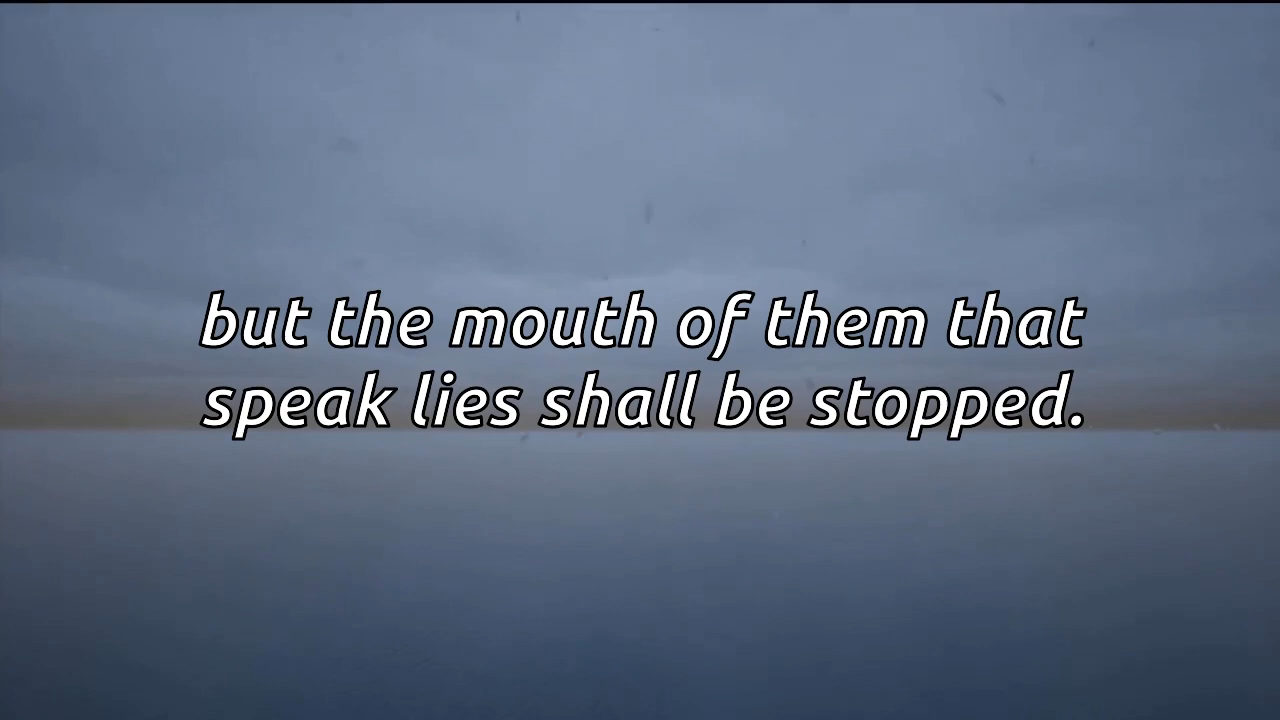 but the mouth of them that
speak lies shall be stopped.